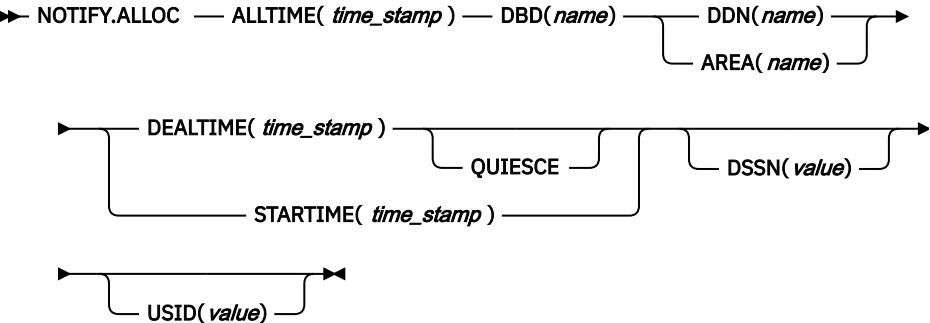 NOTIFY.ALLOC ALLTIME( time_stamp ) DBD(name) DDN(name)
AREA( name )
DEALTIME( time_stamp )
QUIESCE
DSSN( value )
STARTIME( time_stamp )
USID(value)